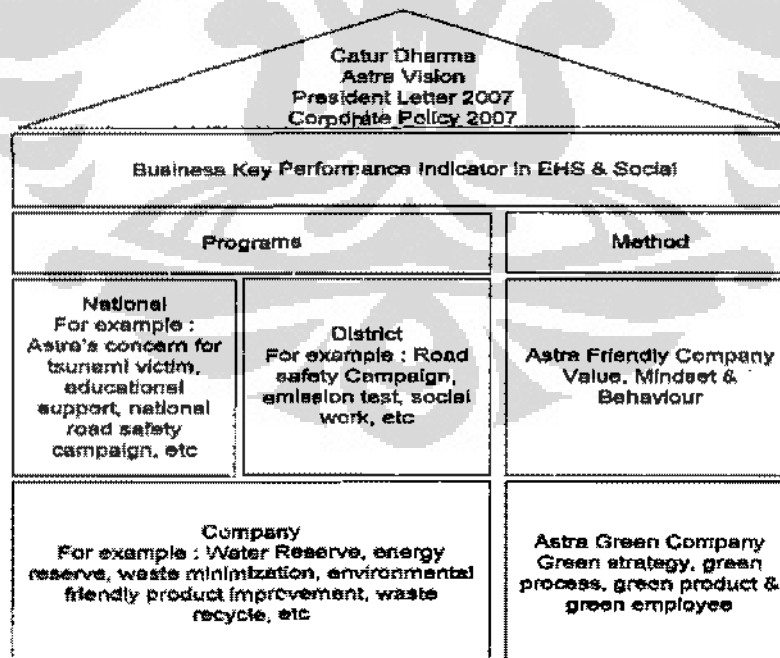 Catur Dharma
Astra Vision
President Letter 2007
Corporate Policy 2007
Business Key Performance Indicator in EHS & Social
Programs
Method
National
For example :
Astra's concern for
tsunami victim,
educational
support, national
road safety
campaign, etc
District
For example : Road
safety Campaign,
emission test, social
work, etc
Astra Friendly Company
Value, Mindset &
Behaviour
Company
For example : Water Reserve, energy
reserve, waste minimization, environmental
friendly product improvement, waste
recycle, etc
Astra Green Company
Green strategy, green
process, green product &
green employee